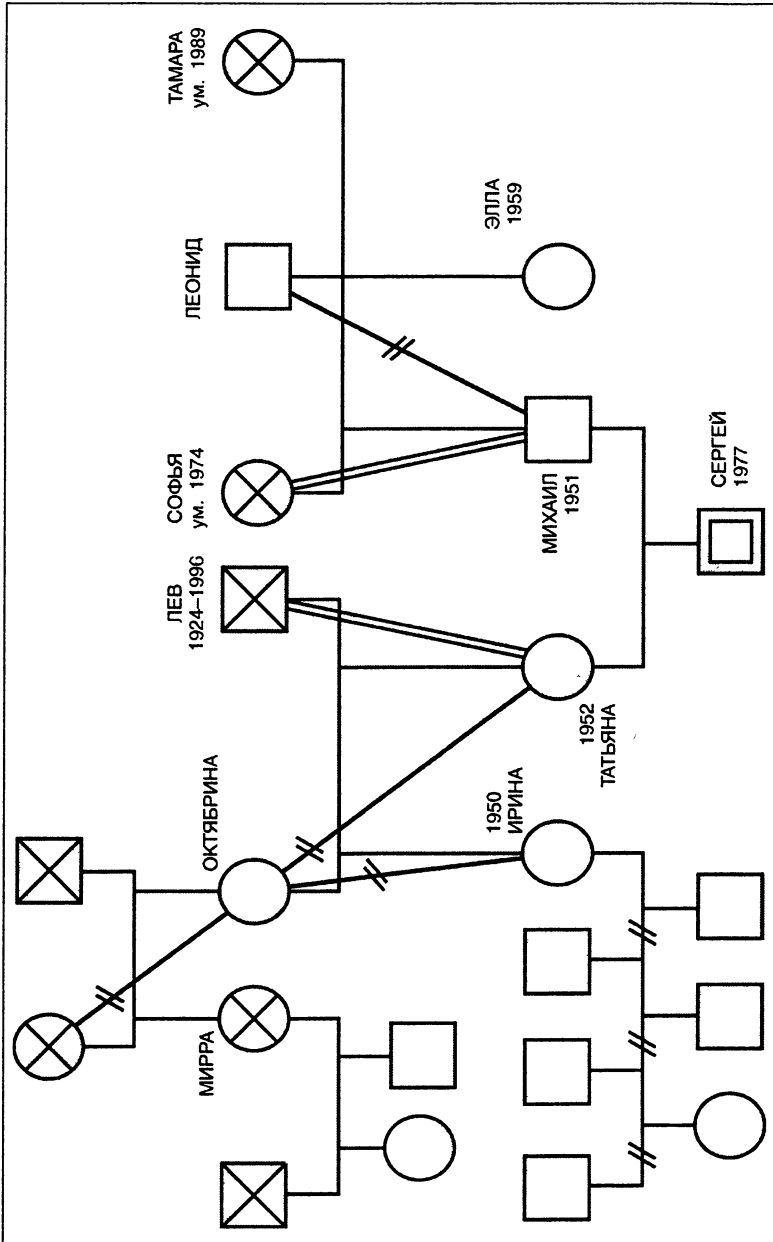 ОКТЯБРИНА
МИРРА
ЛЕВ
1924–1996
СОФЬЯ
ум. 1974
ЛЕОНИД
ТАМАРА
ум. 1989
1950
ИРИНА
1952
ТАТЬЯНА
МИХАИЛ
1951
ЭЛЛА
1959
СЕРГЕЙ
1977